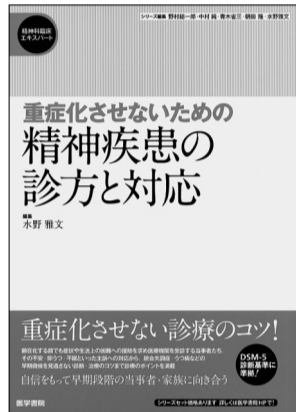 シリーズ編集 野村総一郎・中村 純・青木省三・朝田 隆・水野雅文
精神科臨床
エキスパート
重症化させないための
精神疾患の
診方と対応
編集
水野 雅文
重症化させない診療のコツ!
自信をもって早期段階の当事者・家族に向き合う
DSM-5
診断基準に
準拠!
医学書院
シリーズセット価格あります 詳しくは医学書院HPで!